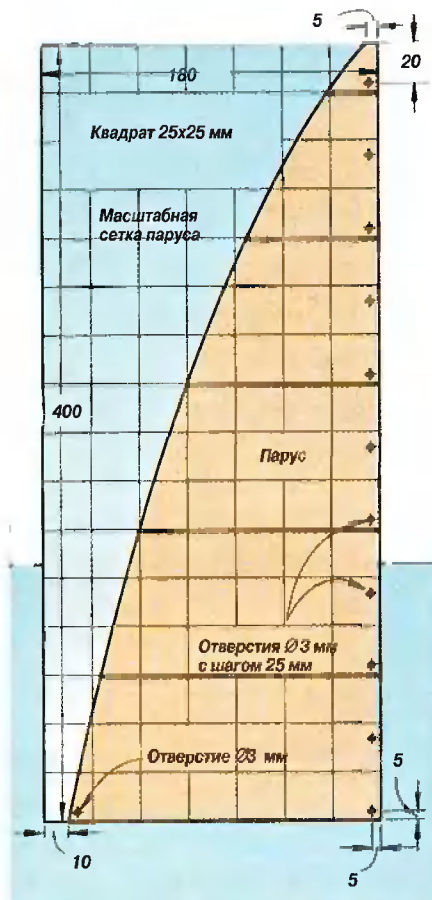 5
20
180
Квадрат 25х25 мм
Масштабная
сетка паруса
400
Парус
Отверстия Ø 3 мм
с шагом 25 мм
Отверстие Ø3 мм
5
10
5